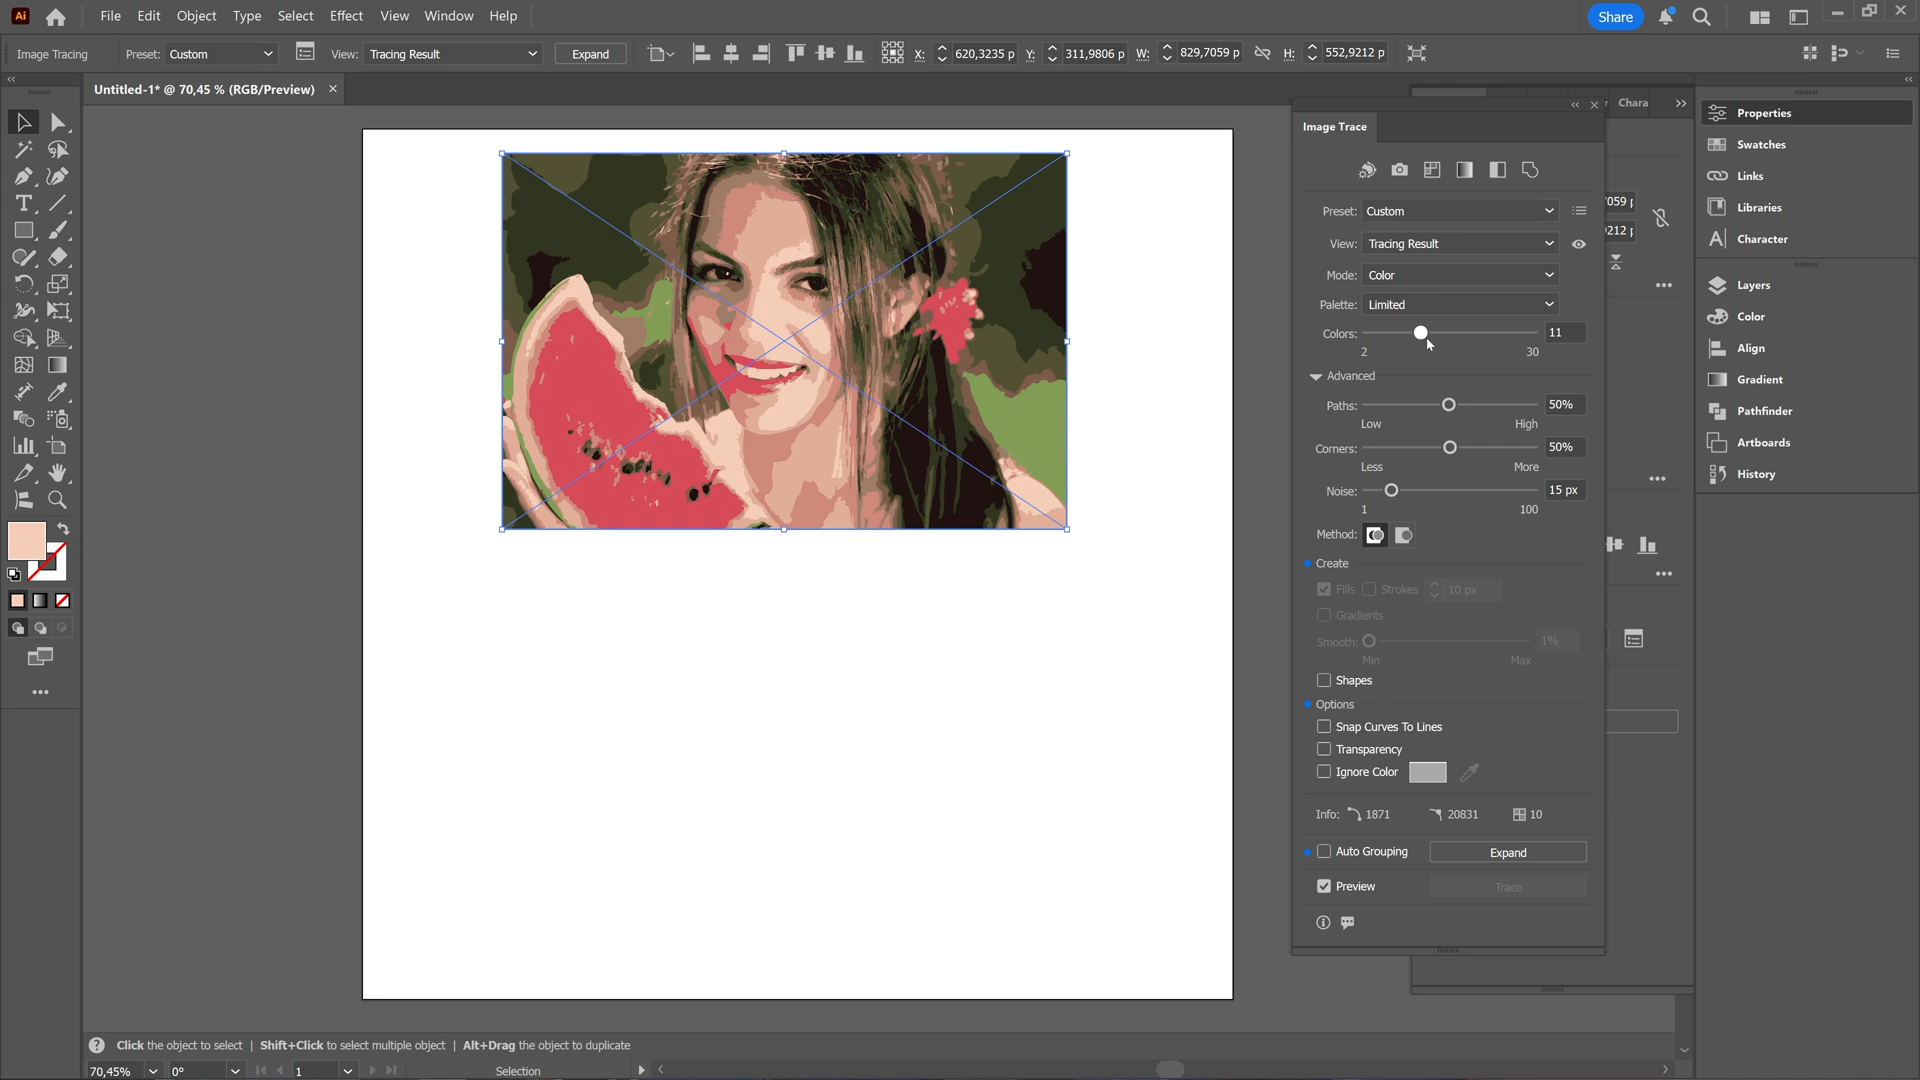 Ai File Edit Object Type Select Effect View Window Help Share
Image Tracing Preset: Custom View: Tracing Result Expand X: 620,3235 p Y: 311,9806 p W: 829,7059 p H: 552,9212 p
Untitled-1* @ 70,45 % (RGB/Preview)
Chara
Image Trace
Preset: Custom
View: Tracing Result
Mode: Color
Palette: Limited
Colors: 11
2 30
Advanced
Paths: 50%
Low High
Corners: 50%
Less More
Noise: 15 px
1 100
Method:
Create
Fills Strokes 10 px
Gradients
Smooth: 1%
Min Max
Shapes
Options
Snap Curves To Lines
Transparency
Ignore Color
Info: 1871 20831 10
Auto Grouping Expand
Preview Trace
Properties
Swatches
Links
Libraries
Character
Layers
Color
Align
Gradient
Pathfinder
Artboards
History
Click the object to select | Shift+Click to select multiple object | Alt+Drag the object to duplicate
70,45% 0° 1 Selection